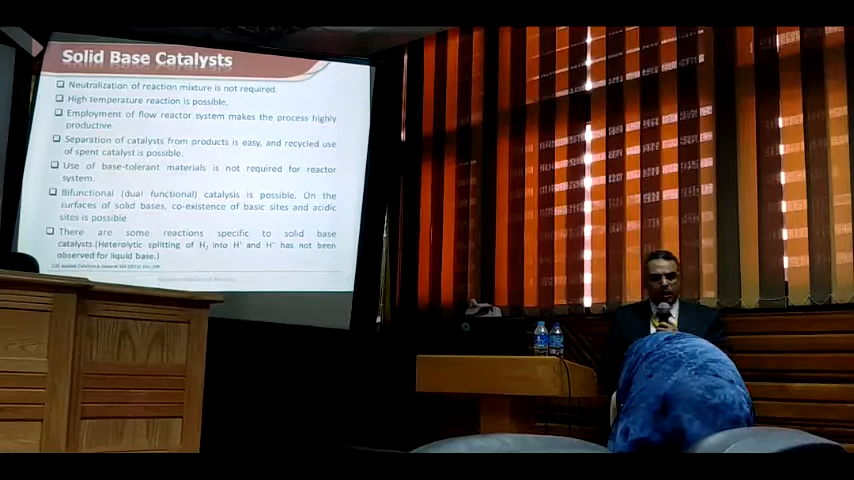 Solid Base Catalysts
❑ Neutralization of reaction mixture is not required.
❑ High temperature reaction is possible.
❑ Employment of flow reactor system makes the process highly
productive.
❑ Separation of catalysts from products is easy, and recycled use
of spent catalyst is possible.
❑ Use of base-tolerant materials is not required for reactor
system.
❑ Bifunctional (dual functional) catalysis is possible. On the
surfaces of solid bases, co-existence of basic sites and acidic
sites is possible
❑ There are some reactions specific to solid base
catalysts.(Heterolytic splitting of H₂ into H⁺ and H⁻ has not been
observed for liquid base.)